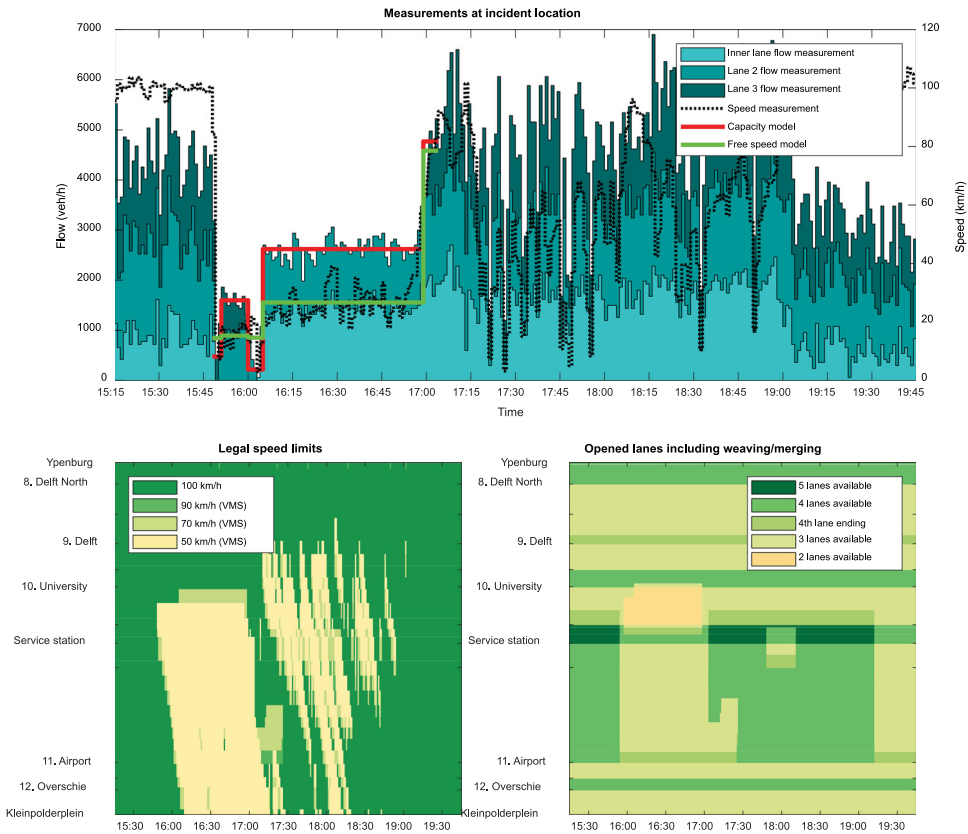 Measurements at incident location
7000
6000
5000
4000
3000
2000
1000
0
Flow (veh/h)
120
100
80
60
40
20
0
Speed (km/h)
Inner lane flow measurement
Lane 2 flow measurement
Lane 3 flow measurement
Speed measurement
Capacity model
Free speed model
15:15 15:30 15:45 16:00 16:15 16:30 16:45 17:00 17:15 17:30 17:45 18:00 18:15 18:30 18:45 19:00 19:15 19:30 19:45
Time
Legal speed limits
Ypenburg
8. Delft North
9. Delft
10. University
Service station
11. Airport
12. Overschie
Kleinpolderplein
100 km/h
90 km/h (VMS)
70 km/h (VMS)
50 km/h (VMS)
15:30 16:00 16:30 17:00 17:30 18:00 18:30 19:00 19:30
Opened lanes including weaving/merging
Ypenburg
8. Delft North
9. Delft
10. University
Service station
11. Airport
12. Overschie
Kleinpolderplein
5 lanes available
4 lanes available
4th lane ending
3 lanes available
2 lanes available
15:30 16:00 16:30 17:00 17:30 18:00 18:30 19:00 19:30